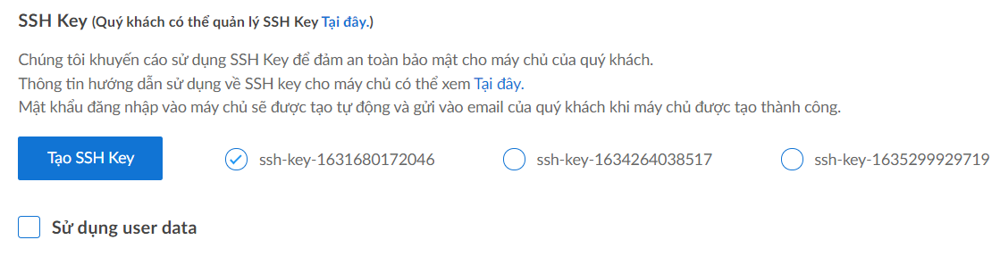 SSH Key (Quý khách có thể quản lý SSH Key Tại đây.)
Chúng tôi khuyến cáo sử dụng SSH Key để đảm an toàn bảo mật cho máy chủ của quý khách.
Thông tin hướng dẫn sử dụng về SSH key cho máy chủ có thể xem Tại đây.
Mật khẩu đăng nhập vào máy chủ sẽ được tạo tự động và gửi vào email của quý khách khi máy chủ được tạo thành công.
Tạo SSH Key ssh-key-1631680172046 ssh-key-1634264038517 ssh-key-1635299929719
Sử dụng user data